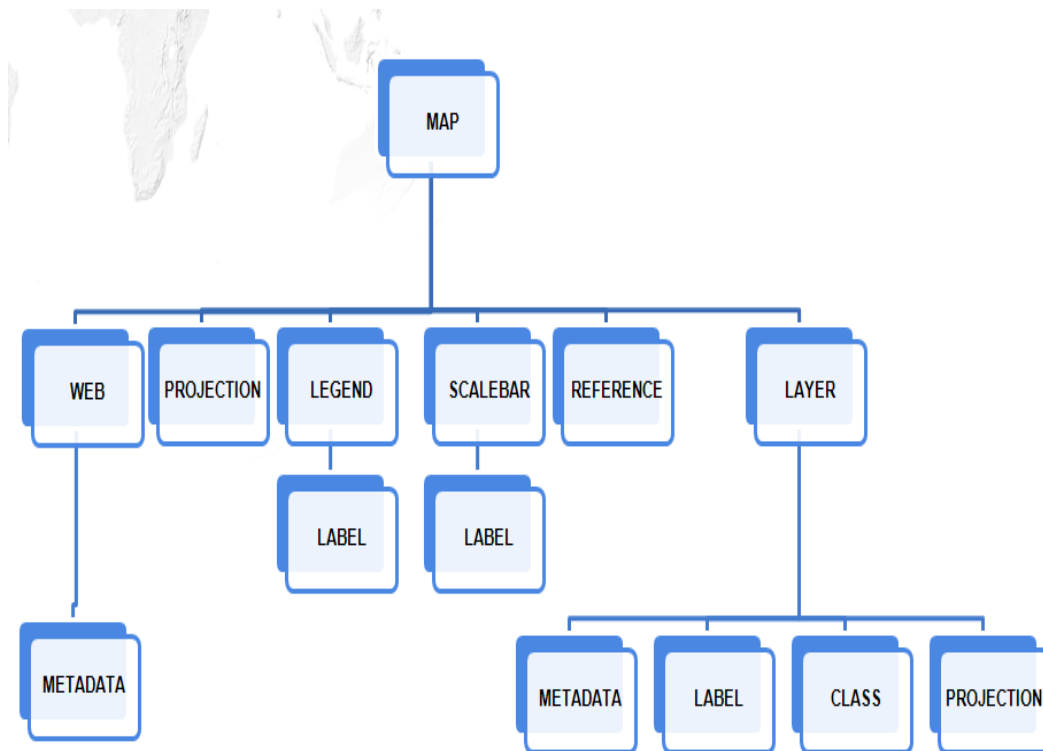 MAP
WEB
PROJECTION
LEGEND
SCALEBAR
REFERENCE
LAYER
LABEL
LABEL
METADATA
METADATA
LABEL
CLASS
PROJECTION